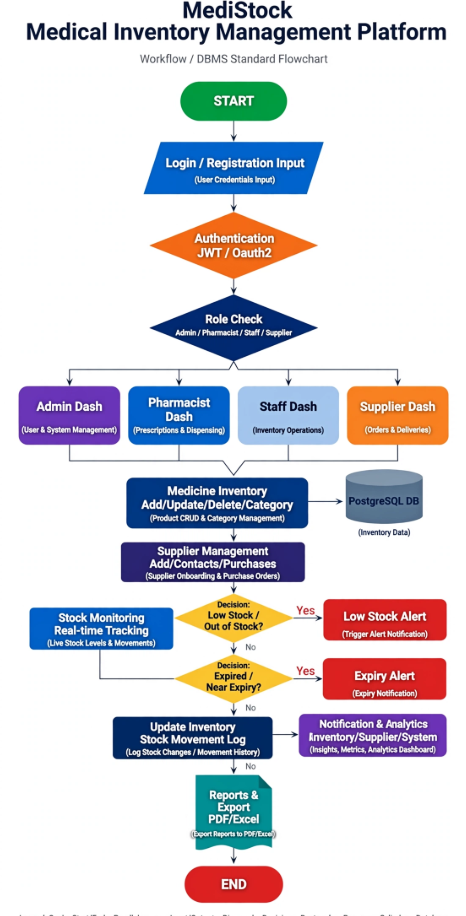 MediStock
Medical Inventory Management Platform
Workflow / DBMS Standard Flowchart
START
Login / Registration Input
(User Credentials Input)
Authentication
JWT / Oauth2
Role Check
Admin / Pharmacist / Staff / Supplier
Admin Dash
(User & System Management)
Pharmacist
Dash
(Prescriptions & Dispensing)
Staff Dash
(Inventory Operations)
Supplier Dash
(Orders & Deliveries)
Medicine Inventory
Add/Update/Delete/Category
(Product CRUD & Category Management)
PostgreSQL DB
(Inventory Data)
Supplier Management
Add/Contacts/Purchases
(Supplier Onboarding & Purchase Orders)
Decision:
Low Stock /
Out of Stock?
Yes
Low Stock Alert
(Trigger Alert Notification)
Stock Monitoring
Real-time Tracking
(Live Stock Levels & Movements)
No
Decision:
Expired /
Near Expiry?
Yes
Expiry Alert
(Expiry Notification)
No
Update Inventory
Stock Movement Log
(Log Stock Changes / Movement History)
Notification & Analytics
Inventory/Supplier/System
(Insights, Metrics, Analytics Dashboard)
No
Reports &
Export
PDF/Excel
(Export Reports to PDF/Excel)
END